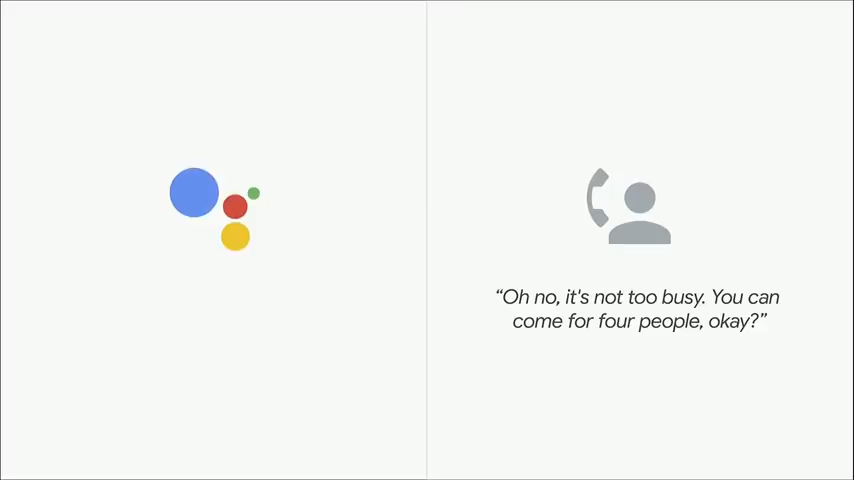 “Oh no, it's not too busy. You can
come for four people, okay?”